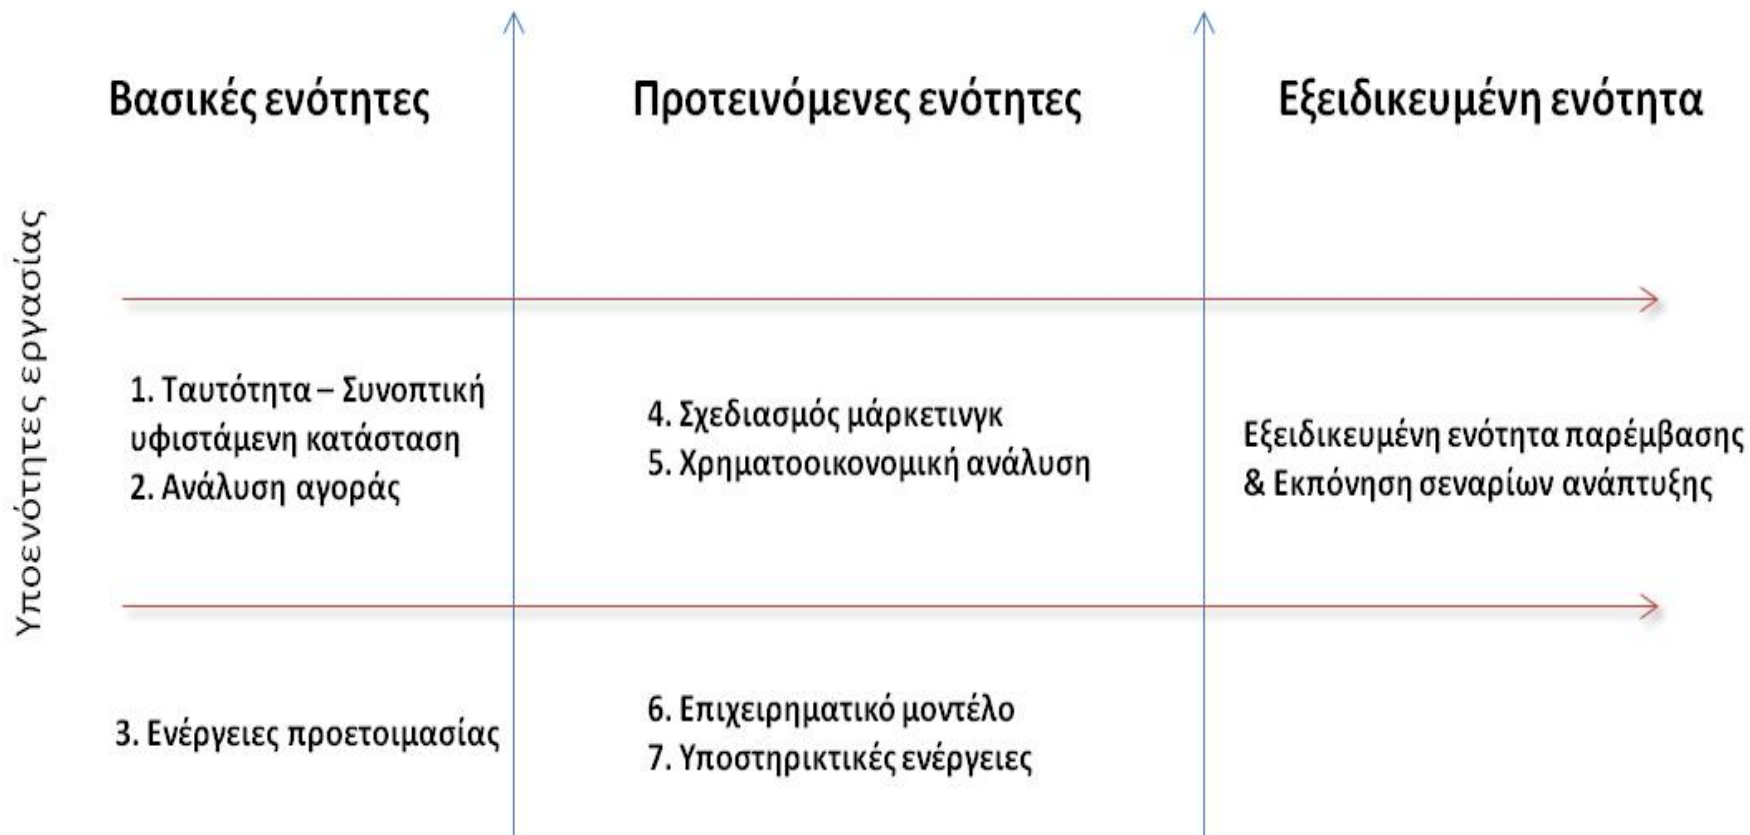 Βασικές ενότητες
Προτεινόμενες ενότητες
Εξειδικευμένη ενότητα
Υποενότητες εργασίας
1. Ταυτότητα – Συνοπτική
υφιστάμενη κατάσταση
2. Ανάλυση αγοράς
4. Σχεδιασμός μάρκετινγκ
5. Χρηματοοικονομική ανάλυση
Εξειδικευμένη ενότητα παρέμβασης
& Εκπόνηση σεναρίων ανάπτυξης
3. Ενέργειες προετοιμασίας
6. Επιχειρηματικό μοντέλο
7. Υποστηρικτικές ενέργειες